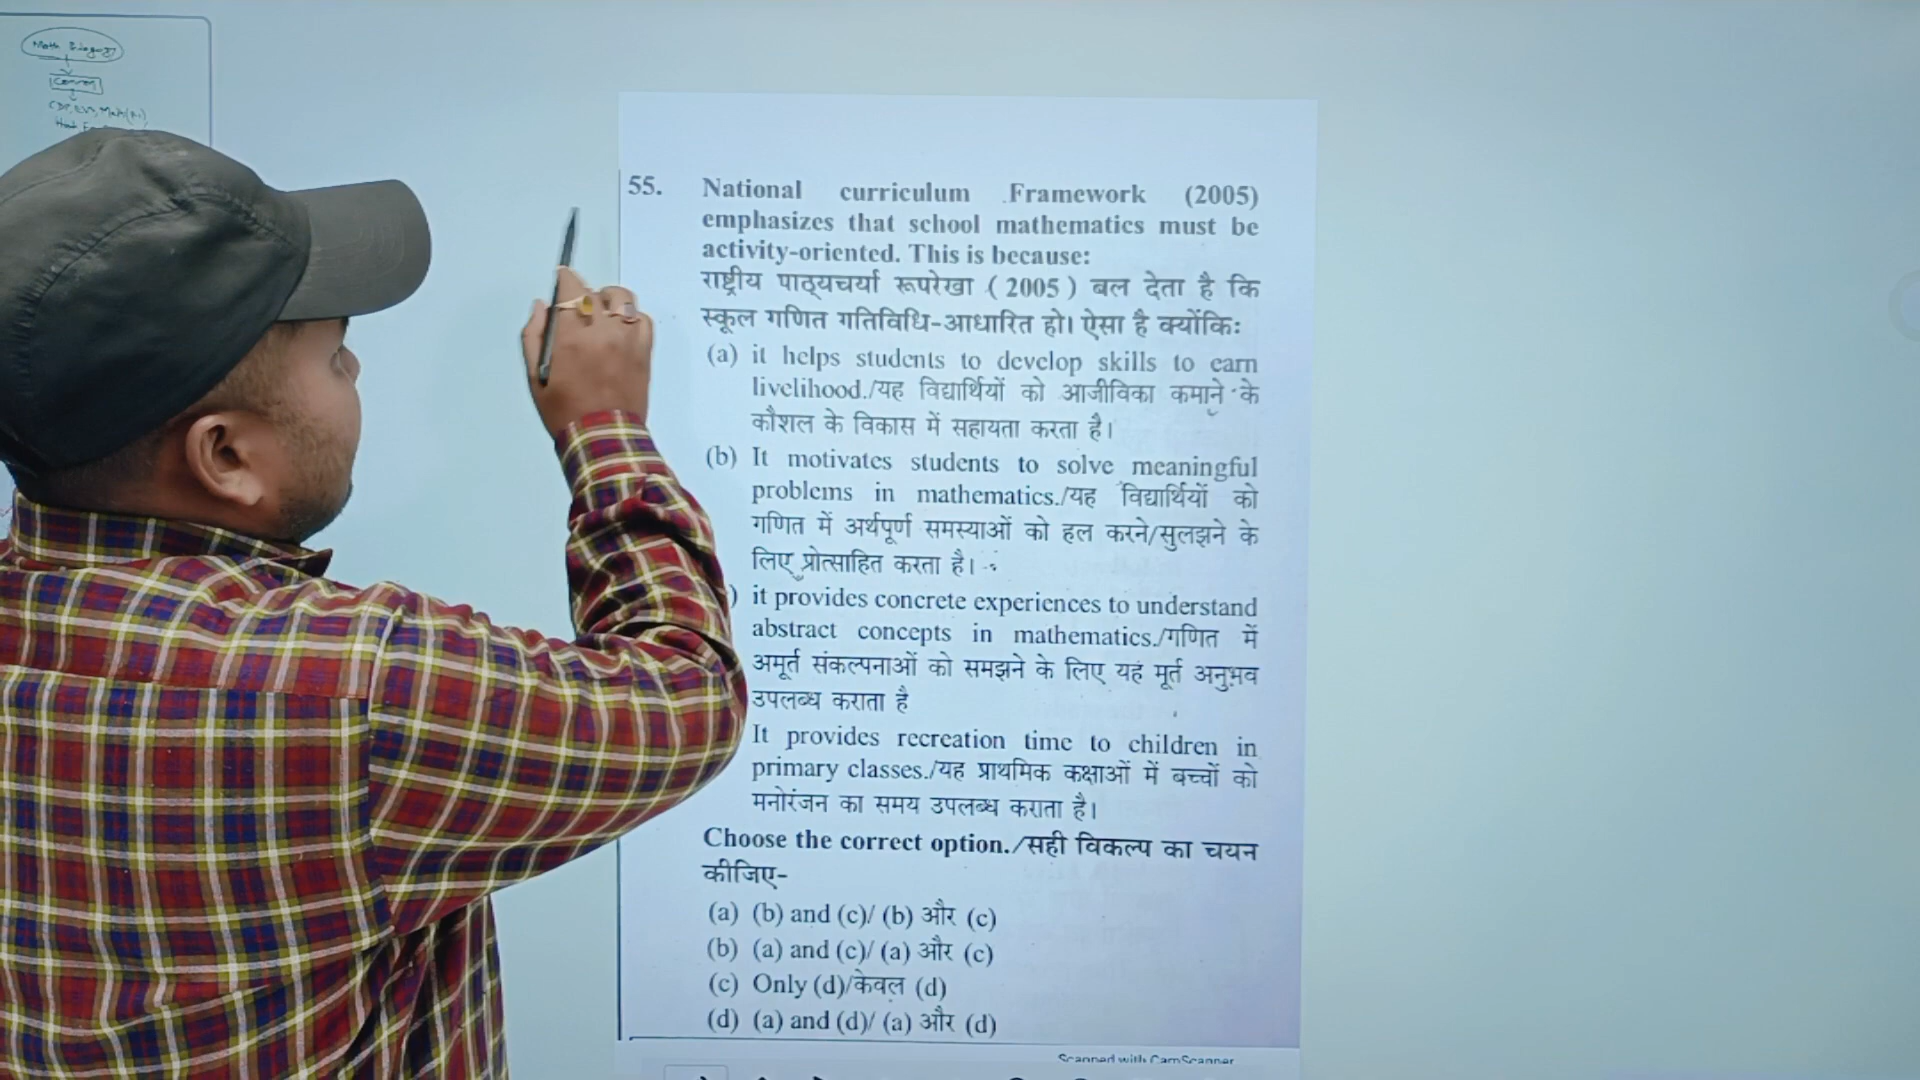 55. National curriculum Framework (2005)
emphasizes that school mathematics must be
activity-oriented. This is because:
राष्ट्रीय पाठ्यचर्या रूपरेखा ( 2005 ) बल देता है कि
स्कूल गणित गतिविधि-आधारित हो। ऐसा है क्योंकिः
(a) it helps students to develop skills to earn
livelihood./यह विद्यार्थियों को आजीविका कमाने के
कौशल के विकास में सहायता करता है।
(b) It motivates students to solve meaningful
problems in mathematics./यह विद्यार्थियों को
गणित में अर्थपूर्ण समस्याओं को हल करने/सुलझने के
लिए प्रोत्साहित करता है।
) it provides concrete experiences to understand
abstract concepts in mathematics./गणित में
अमूर्त संकल्पनाओं को समझने के लिए यह मूर्त अनुभव
उपलब्ध कराता है
It provides recreation time to children in
primary classes./यह प्राथमिक कक्षाओं में बच्चों को
मनोरंजन का समय उपलब्ध कराता है।
Choose the correct option./सही विकल्प का चयन
कीजिए-
(a) (b) and (c)/ (b) और (c)
(b) (a) and (c)/ (a) और (c)
(c) Only (d)/केवल (d)
(d) (a) and (d)/ (a) और (d)
Scanned with CamScanner